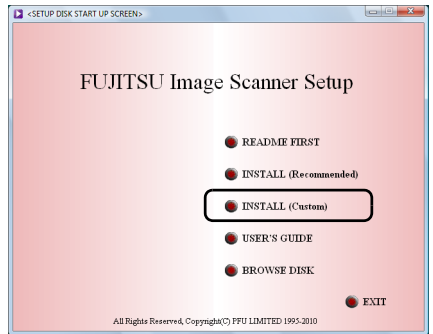 <SETUP DISK START UP SCREEN>
FUJITSU Image Scanner Setup
README FIRST
INSTALL (Recommended)
INSTALL (Custom)
USER'S GUIDE
BROWSE DISK
EXIT
All Rights Reserved, Copyright(C) PFU LIMITED 1995-2010